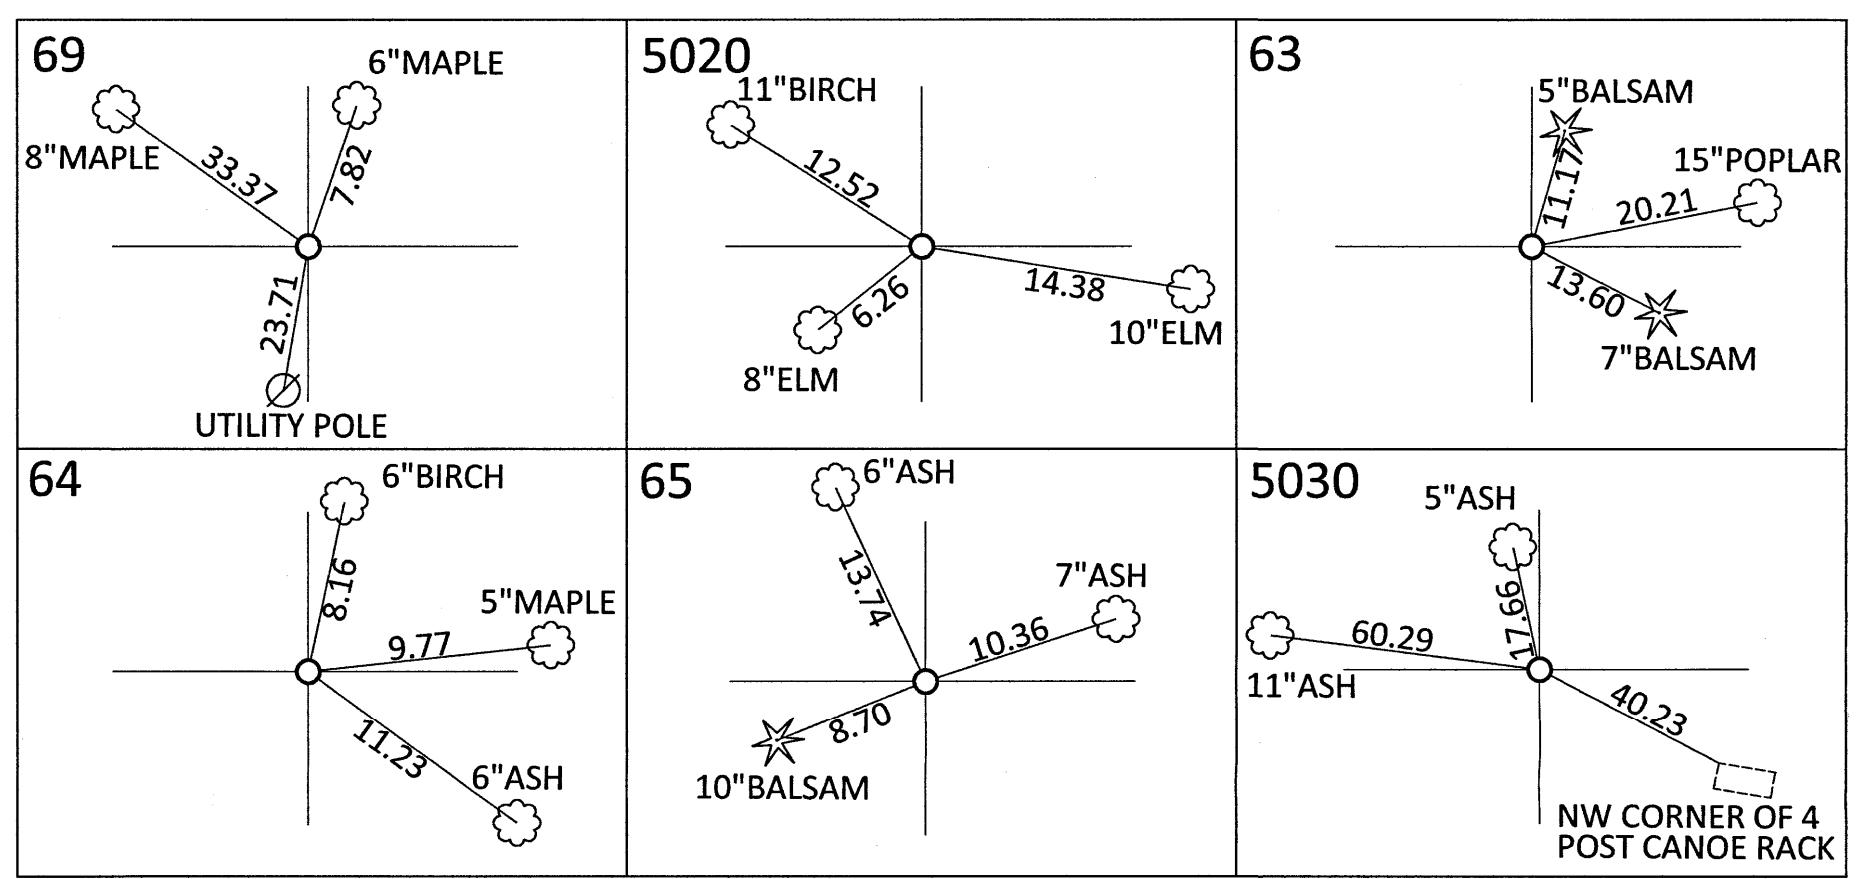 69
6"MAPLE
8"MAPLE
33.37
7.82
23.71
UTILITY POLE
5020
11"BIRCH
12.52
14.38
6.26
10"ELM
8"ELM
63
5"BALSAM
15"POPLAR
11.17
20.21
13.60
7"BALSAM
64
6"BIRCH
8.16
5"MAPLE
9.77
11.23
6"ASH
65
6"ASH
13.74
7"ASH
10.36
8.70
10"BALSAM
5030
5"ASH
17.66
60.29
11"ASH
40.23
NW CORNER OF 4
POST CANOE RACK